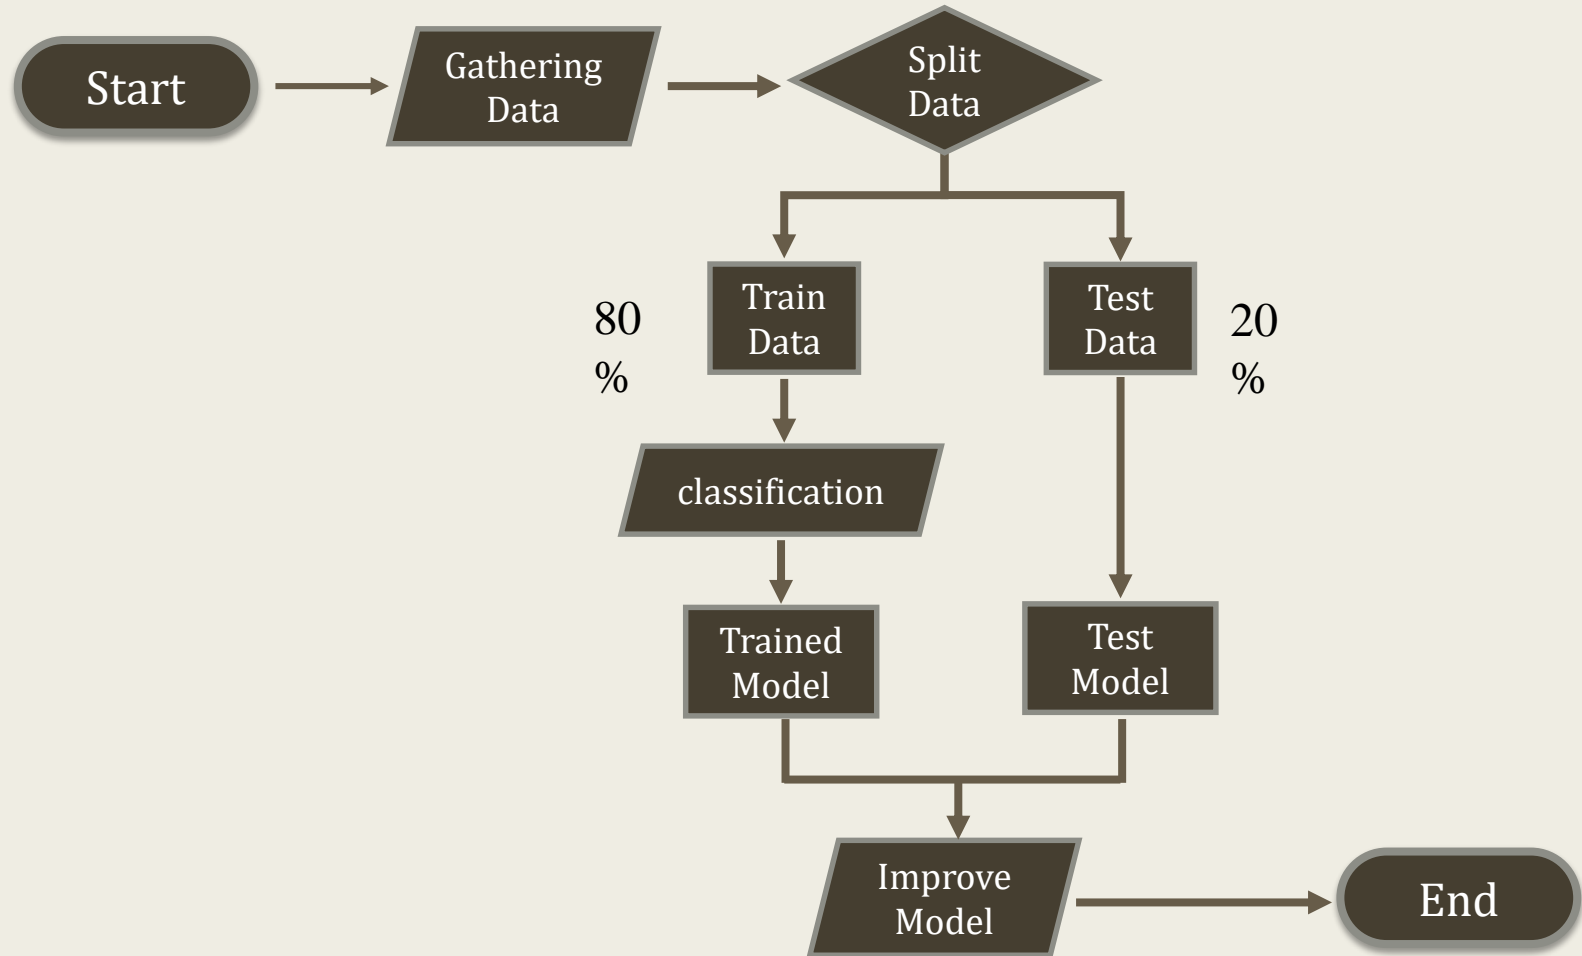 Start
Gathering
Data
Split
Data
80
%
Train
Data
Test
Data
20
%
classification
Trained
Model
Test
Model
Improve
Model
End